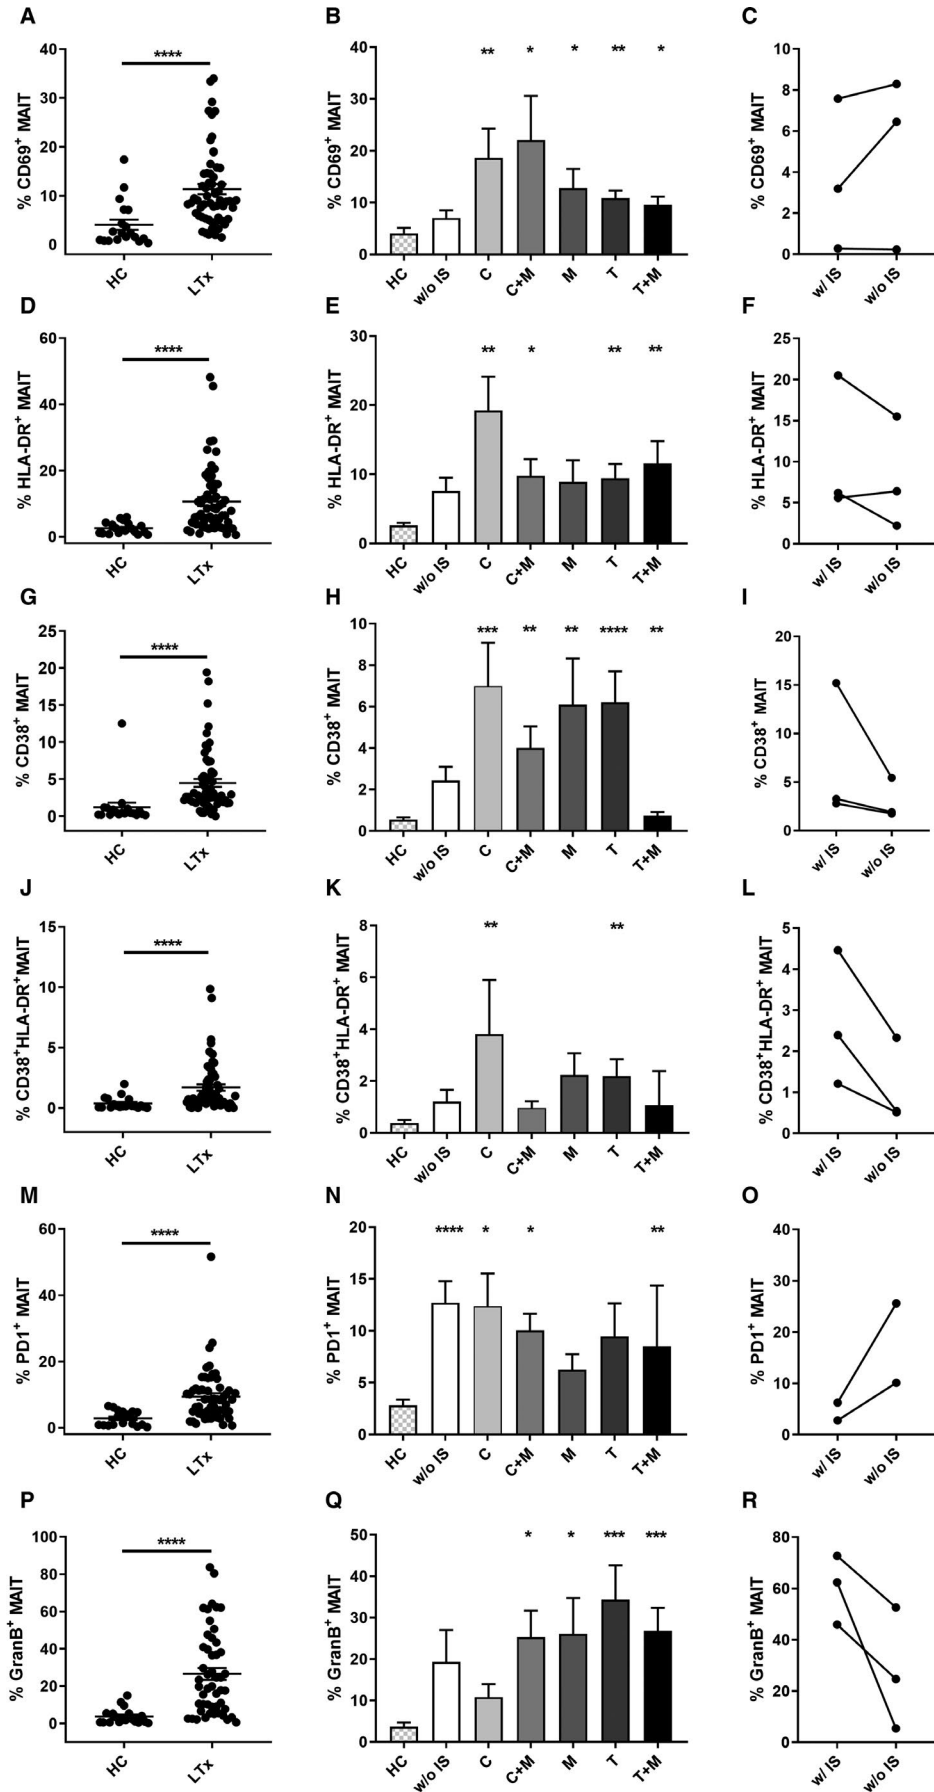 A
% CD69+ MAIT
40
30
20
10
0
****
HC
LTx
B
% CD69+ MAIT
40
30
20
10
0
** * * ** *
HC
w/o IS
C
C+M
M
T
T+M
C
% CD69+ MAIT
10
8
6
4
2
0
w/ IS
w/o IS
D
% HLA-DR+ MAIT
60
40
20
0
****
HC
LTx
E
% HLA-DR+ MAIT
30
20
10
0
** * ** **
HC
w/o IS
C
C+M
M
T
T+M
F
% HLA-DR+ MAIT
25
20
15
10
5
0
w/ IS
w/o IS
G
% CD38+ MAIT
25
20
15
10
5
0
****
HC
LTx
H
% CD38+ MAIT
10
8
6
4
2
0
*** ** ** **** **
HC
w/o IS
C
C+M
M
T
T+M
I
% CD38+ MAIT
20
15
10
5
0
w/ IS
w/o IS
J
% CD38+HLA-DR+MAIT
15
10
5
0
****
HC
LTx
K
% CD38+HLA-DR+ MAIT
8
6
4
2
0
** **
HC
w/o IS
C
C+M
M
T
T+M
L
% CD38+HLA-DR+ MAIT
5
4
3
2
1
0
w/ IS
w/o IS
M
% PD1+ MAIT
60
40
20
0
****
HC
LTx
N
% PD1+ MAIT
20
15
10
5
0
**** * * **
HC
w/o IS
C
C+M
M
T
T+M
O
% PD1+ MAIT
40
30
20
10
0
w/ IS
w/o IS
P
% GranB+ MAIT
100
80
60
40
20
0
****
HC
LTx
Q
% GranB+ MAIT
50
40
30
20
10
0
* * *** ***
HC
w/o IS
C
C+M
M
T
T+M
R
% GranB+ MAIT
80
60
40
20
0
w/ IS
w/o IS